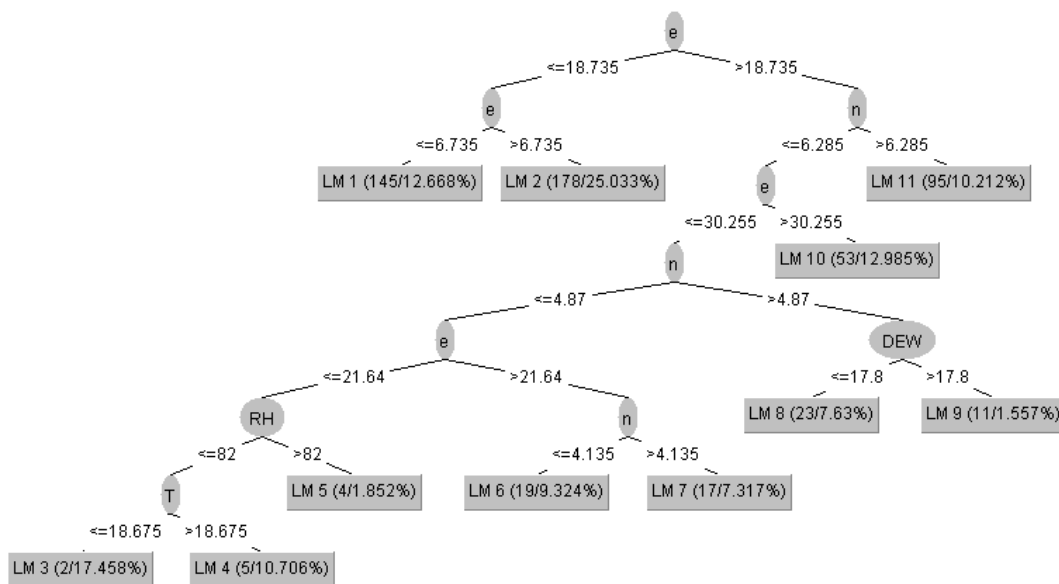 e
<=18.735 >18.735
e n
<=6.735 >6.735 <=6.285 >6.285
LM 1 (145/12.668%) LM 2 (178/25.033%) e LM 11 (95/10.212%)
<=30.255 >30.255
n LM 10 (53/12.985%)
<=4.87 >4.87
e DEW
<=21.64 >21.64 <=17.8 >17.8
RH n LM 8 (23/7.63%) LM 9 (11/1.557%)
<=82 >82 <=4.135 >4.135
T LM 5 (4/1.852%) LM 6 (19/9.324%) LM 7 (17/7.317%)
<=18.675 >18.675
LM 3 (2/17.458%) LM 4 (5/10.706%)